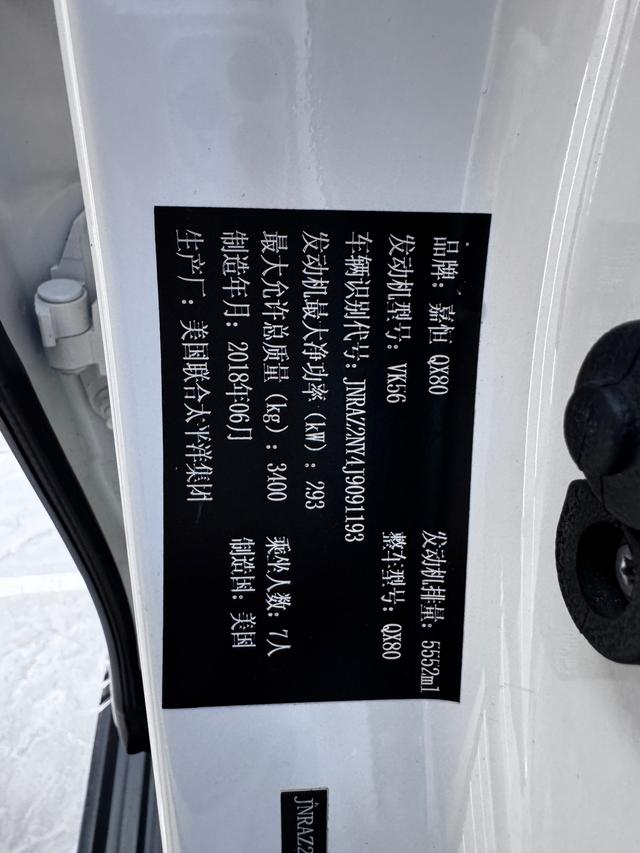 品牌：嘉恒 QX80 发动机排量：5552ml
发动机型号：VK56 整车型号：QX80
车辆识别代号：JNRAZ2NY4J9091193
发动机最大净功率（kW）：293
最大允许总质量（kg）：3400 乘坐人数：7人
制造年月：2018年06月 制造国：美国
生产厂：美国联合太平洋集团
JNRAZ2